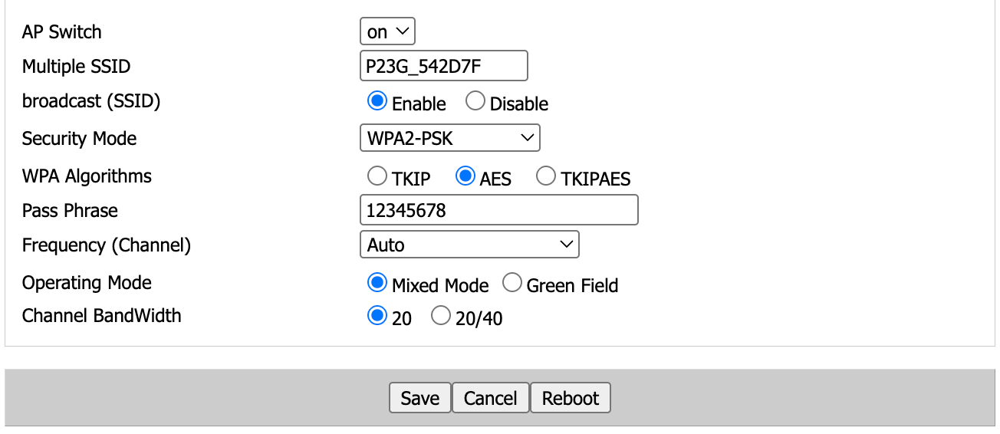 AP Switch on
Multiple SSID P23G_542D7F
broadcast (SSID) Enable Disable
Security Mode WPA2-PSK
WPA Algorithms TKIP AES TKIPAES
Pass Phrase 12345678
Frequency (Channel) Auto
Operating Mode Mixed Mode Green Field
Channel BandWidth 20 20/40
Save Cancel Reboot